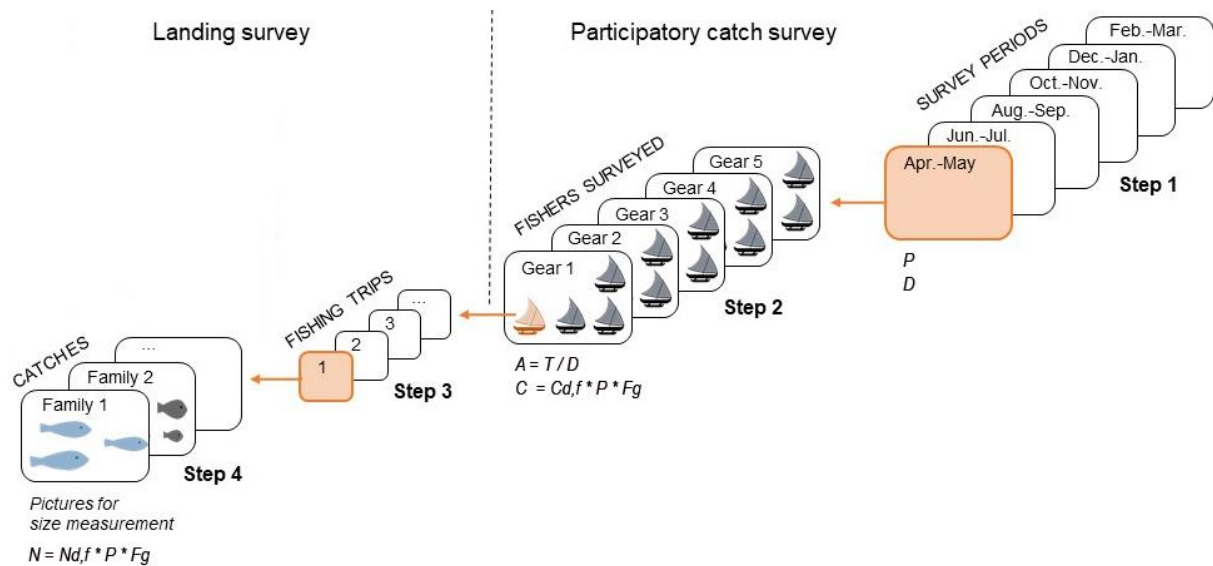 Landing survey
Participatory catch survey
SURVEY PERIODS
Feb.-Mar.
Dec.-Jan.
Oct.-Nov.
Aug.-Sep.
Jun.-Jul.
Apr.-May
Step 1
P
D
FISHERS SURVEYED
Gear 5
Gear 4
Gear 3
Gear 2
Gear 1
Step 2
A = T / D
C = Cd,f * P * Fg
FISHING TRIPS
...
3
2
1
Step 3
CATCHES
...
Family 2
Family 1
Step 4
Pictures for
size measurement
N = Nd,f * P * Fg